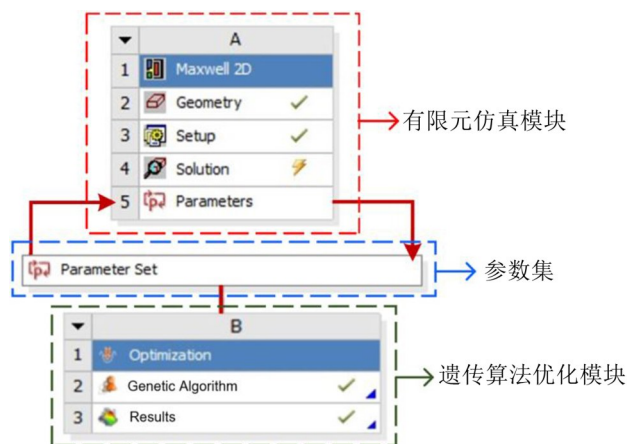 A
1 Maxwell 2D
2 Geometry
3 Setup
4 Solution
5 Parameters
有限元仿真模块
Parameter Set
参数集
B
1 Optimization
2 Genetic Algorithm
3 Results
遗传算法优化模块